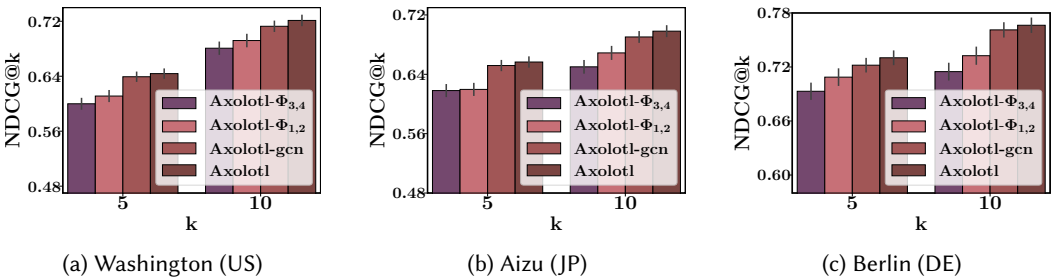 NDCG@k
0.72
0.64
0.56
0.48
Axolotl-Φ3,4
Axolotl-Φ1,2
Axolotl-gcn
Axolotl
5
10
k
(a) Washington (US)
NDCG@k
0.72
0.64
0.56
0.48
Axolotl-Φ3,4
Axolotl-Φ1,2
Axolotl-gcn
Axolotl
5
10
k
(b) Aizu (JP)
NDCG@k
0.78
0.72
0.66
0.60
Axolotl-Φ3,4
Axolotl-Φ1,2
Axolotl-gcn
Axolotl
5
10
k
(c) Berlin (DE)